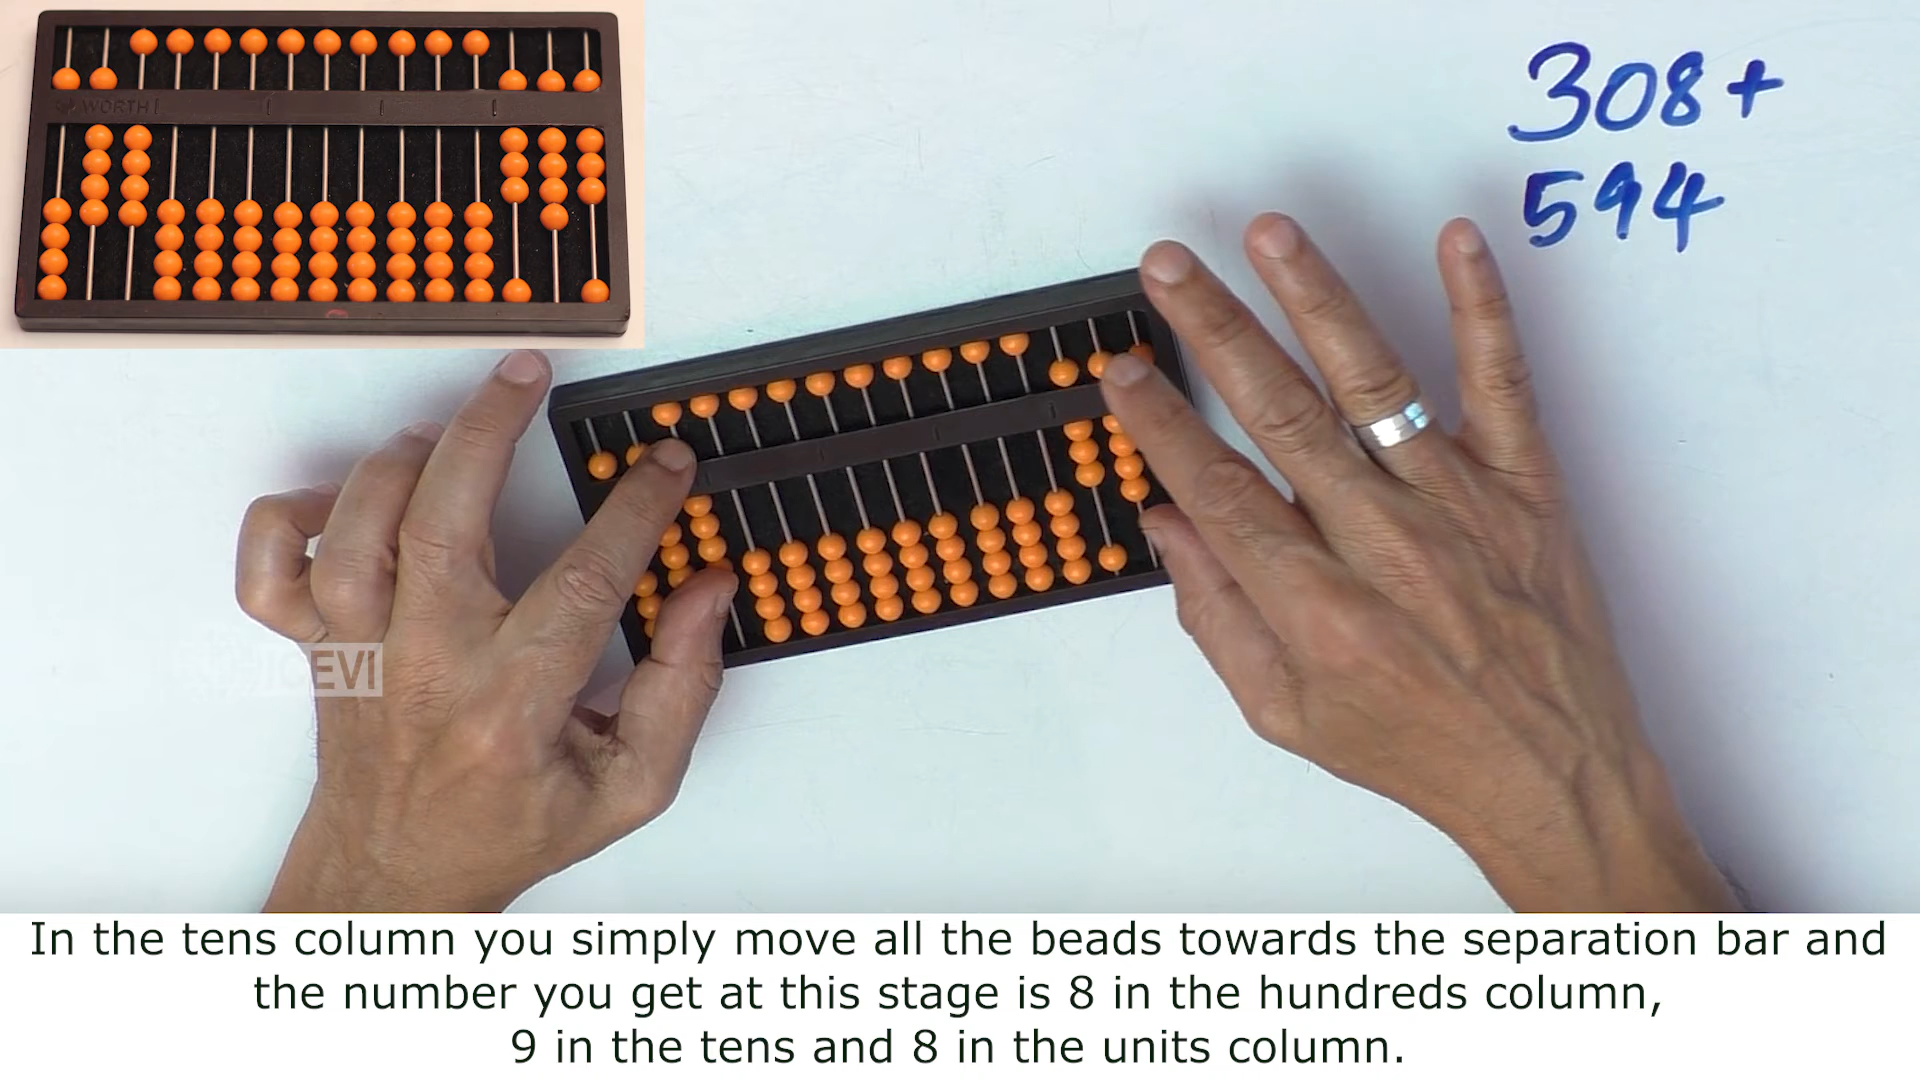 WORTH
308+
594
ICEVI
In the tens column you simply move all the beads towards the separation bar and
the number you get at this stage is 8 in the hundreds column,
9 in the tens and 8 in the units column.